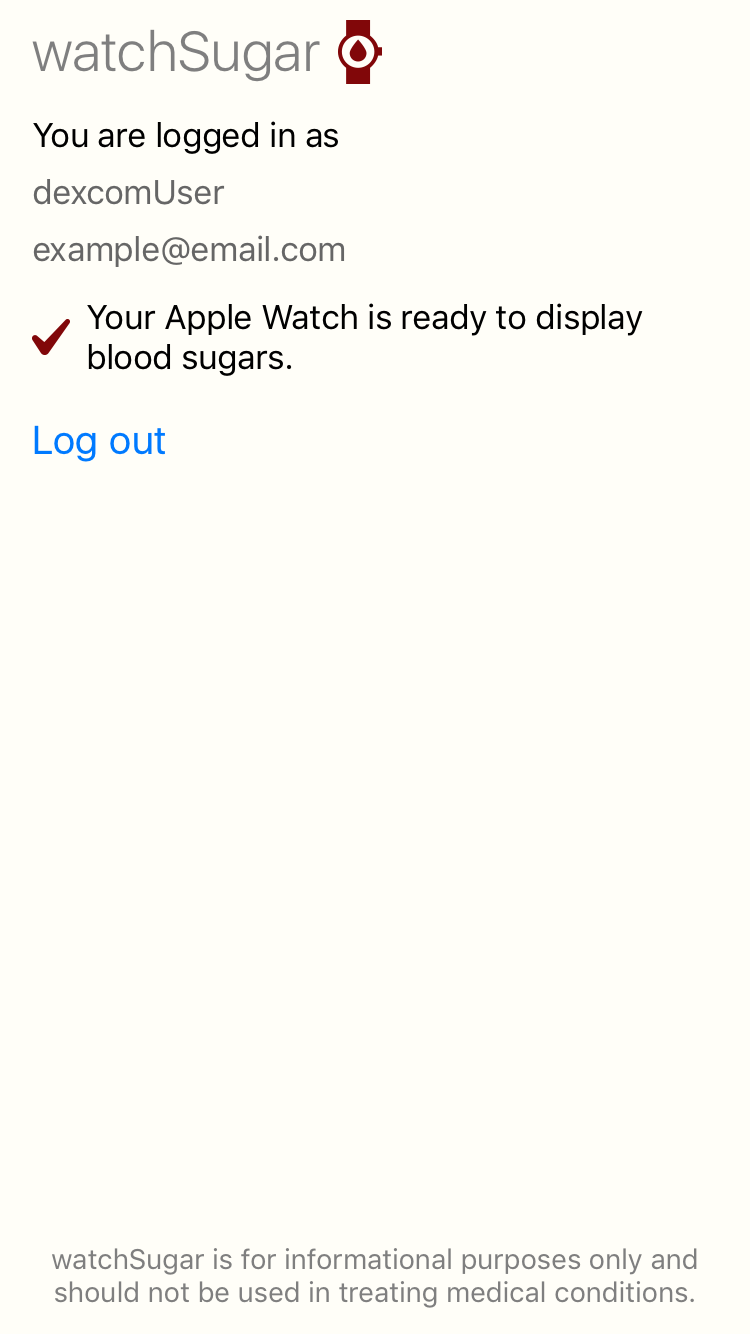 watchSugar
You are logged in as
dexcomUser
example@email.com
Your Apple Watch is ready to display
blood sugars.
Log out
watchSugar is for informational purposes only and
should not be used in treating medical conditions.